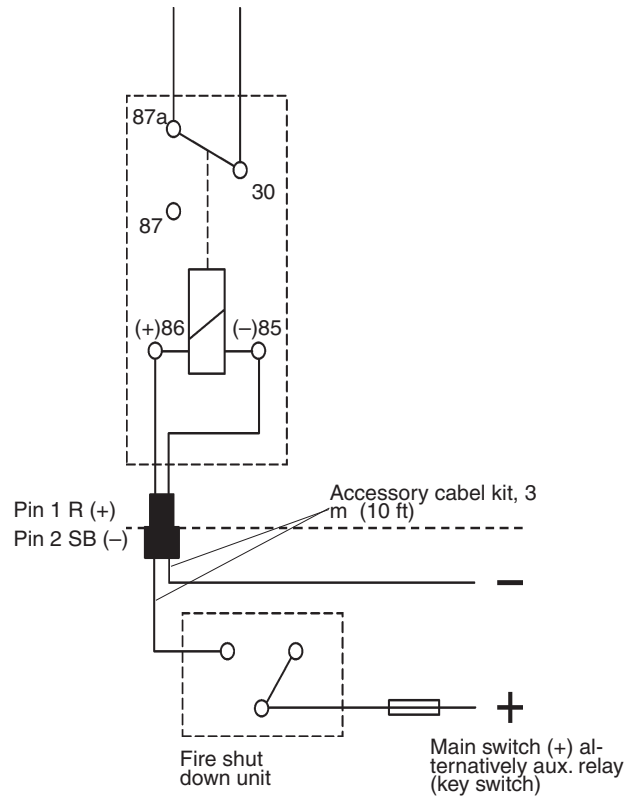 87a
30
87
(+)86
(–)85
Pin 1 R (+)
Pin 2 SB (–)
Accessory cabel kit, 3
m (10 ft)
–
+
Fire shut
down unit
Main switch (+) al-
ternatively aux. relay
(key switch)